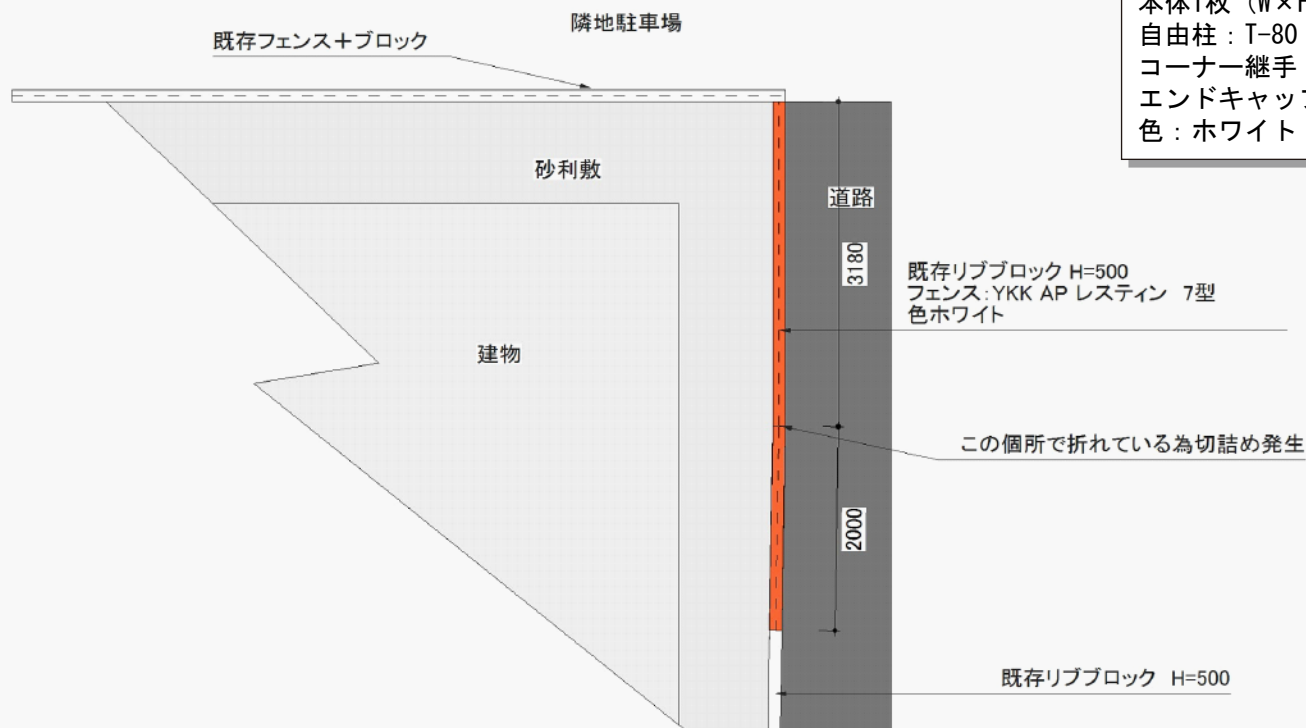 隣地駐車場
既存フェンス+ブロック
本体1枚（W×H
自由柱：T-80
コーナー継手
エンドキャップ
色：ホワイト
砂利敷
道路
3180
既存リブブロック H=500
フェンス:YKK AP レスティン 7型
色ホワイト
建物
この個所で折れている為切詰め発生
2000
既存リブブロック H=500